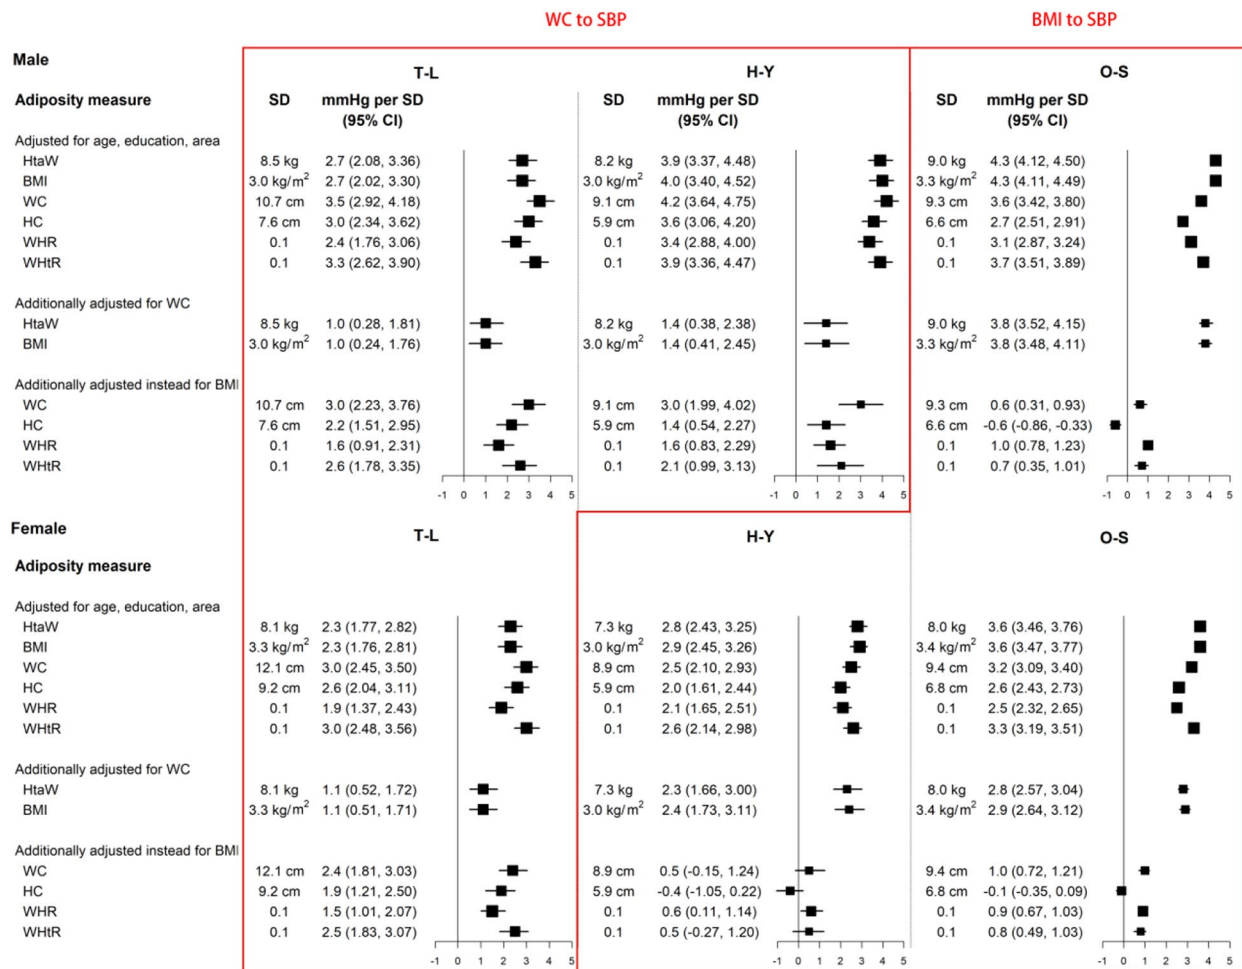 WC to SBP BMI to SBP
Male
T-L H-Y O-S
Adiposity measure SD mmHg per SD SD mmHg per SD SD mmHg per SD
(95% CI) (95% CI) (95% CI)
Adjusted for age, education, area
HtaW 8.5 kg 2.7 (2.08, 3.36) 8.2 kg 3.9 (3.37, 4.48) 9.0 kg 4.3 (4.12, 4.50)
BMI 3.0 kg/m² 2.7 (2.02, 3.30) 3.0 kg/m² 4.0 (3.40, 4.52) 3.3 kg/m² 4.3 (4.11, 4.49)
WC 10.7 cm 3.5 (2.92, 4.18) 9.1 cm 4.2 (3.64, 4.75) 9.3 cm 3.6 (3.42, 3.80)
HC 7.6 cm 3.0 (2.34, 3.62) 5.9 cm 3.6 (3.06, 4.20) 6.6 cm 2.7 (2.51, 2.91)
WHR 0.1 2.4 (1.76, 3.06) 0.1 3.4 (2.88, 4.00) 0.1 3.1 (2.87, 3.24)
WHtR 0.1 3.3 (2.62, 3.90) 0.1 3.9 (3.36, 4.47) 0.1 3.7 (3.51, 3.89)
Additionally adjusted for WC
HtaW 8.5 kg 1.0 (0.28, 1.81) 8.2 kg 1.4 (0.38, 2.38) 9.0 kg 3.8 (3.52, 4.15)
BMI 3.0 kg/m² 1.0 (0.24, 1.76) 3.0 kg/m² 1.4 (0.41, 2.45) 3.3 kg/m² 3.8 (3.48, 4.11)
Additionally adjusted instead for BMI
WC 10.7 cm 3.0 (2.23, 3.76) 9.1 cm 3.0 (1.99, 4.02) 9.3 cm 0.6 (0.31, 0.93)
HC 7.6 cm 2.2 (1.51, 2.95) 5.9 cm 1.4 (0.54, 2.27) 6.6 cm -0.6 (-0.86, -0.33)
WHR 0.1 1.6 (0.91, 2.31) 0.1 1.6 (0.83, 2.29) 0.1 1.0 (0.78, 1.23)
WHtR 0.1 2.6 (1.78, 3.35) 0.1 2.1 (0.99, 3.13) 0.1 0.7 (0.35, 1.01)
-1 0 1 2 3 4 5 -1 0 1 2 3 4 5 -1 0 1 2 3 4 5
Female
T-L H-Y O-S
Adiposity measure
Adjusted for age, education, area
HtaW 8.1 kg 2.3 (1.77, 2.82) 7.3 kg 2.8 (2.43, 3.25) 8.0 kg 3.6 (3.46, 3.76)
BMI 3.3 kg/m² 2.3 (1.76, 2.81) 3.0 kg/m² 2.9 (2.45, 3.26) 3.4 kg/m² 3.6 (3.47, 3.77)
WC 12.1 cm 3.0 (2.45, 3.50) 8.9 cm 2.5 (2.10, 2.93) 9.4 cm 3.2 (3.09, 3.40)
HC 9.2 cm 2.6 (2.04, 3.11) 5.9 cm 2.0 (1.61, 2.44) 6.8 cm 2.6 (2.43, 2.73)
WHR 0.1 1.9 (1.37, 2.43) 0.1 2.1 (1.65, 2.51) 0.1 2.5 (2.32, 2.65)
WHtR 0.1 3.0 (2.48, 3.56) 0.1 2.6 (2.14, 2.98) 0.1 3.3 (3.19, 3.51)
Additionally adjusted for WC
HtaW 8.1 kg 1.1 (0.52, 1.72) 7.3 kg 2.3 (1.66, 3.00) 8.0 kg 2.8 (2.57, 3.04)
BMI 3.3 kg/m² 1.1 (0.51, 1.71) 3.0 kg/m² 2.4 (1.73, 3.11) 3.4 kg/m² 2.9 (2.64, 3.12)
Additionally adjusted instead for BMI
WC 12.1 cm 2.4 (1.81, 3.03) 8.9 cm 0.5 (-0.15, 1.24) 9.4 cm 1.0 (0.72, 1.21)
HC 9.2 cm 1.9 (1.21, 2.50) 5.9 cm -0.4 (-1.05, 0.22) 6.8 cm -0.1 (-0.35, 0.09)
WHR 0.1 1.5 (1.01, 2.07) 0.1 0.6 (0.11, 1.14) 0.1 0.9 (0.67, 1.03)
WHtR 0.1 2.5 (1.83, 3.07) 0.1 0.5 (-0.27, 1.20) 0.1 0.8 (0.49, 1.03)
-1 0 1 2 3 4 5 -1 0 1 2 3 4 5 -1 0 1 2 3 4 5